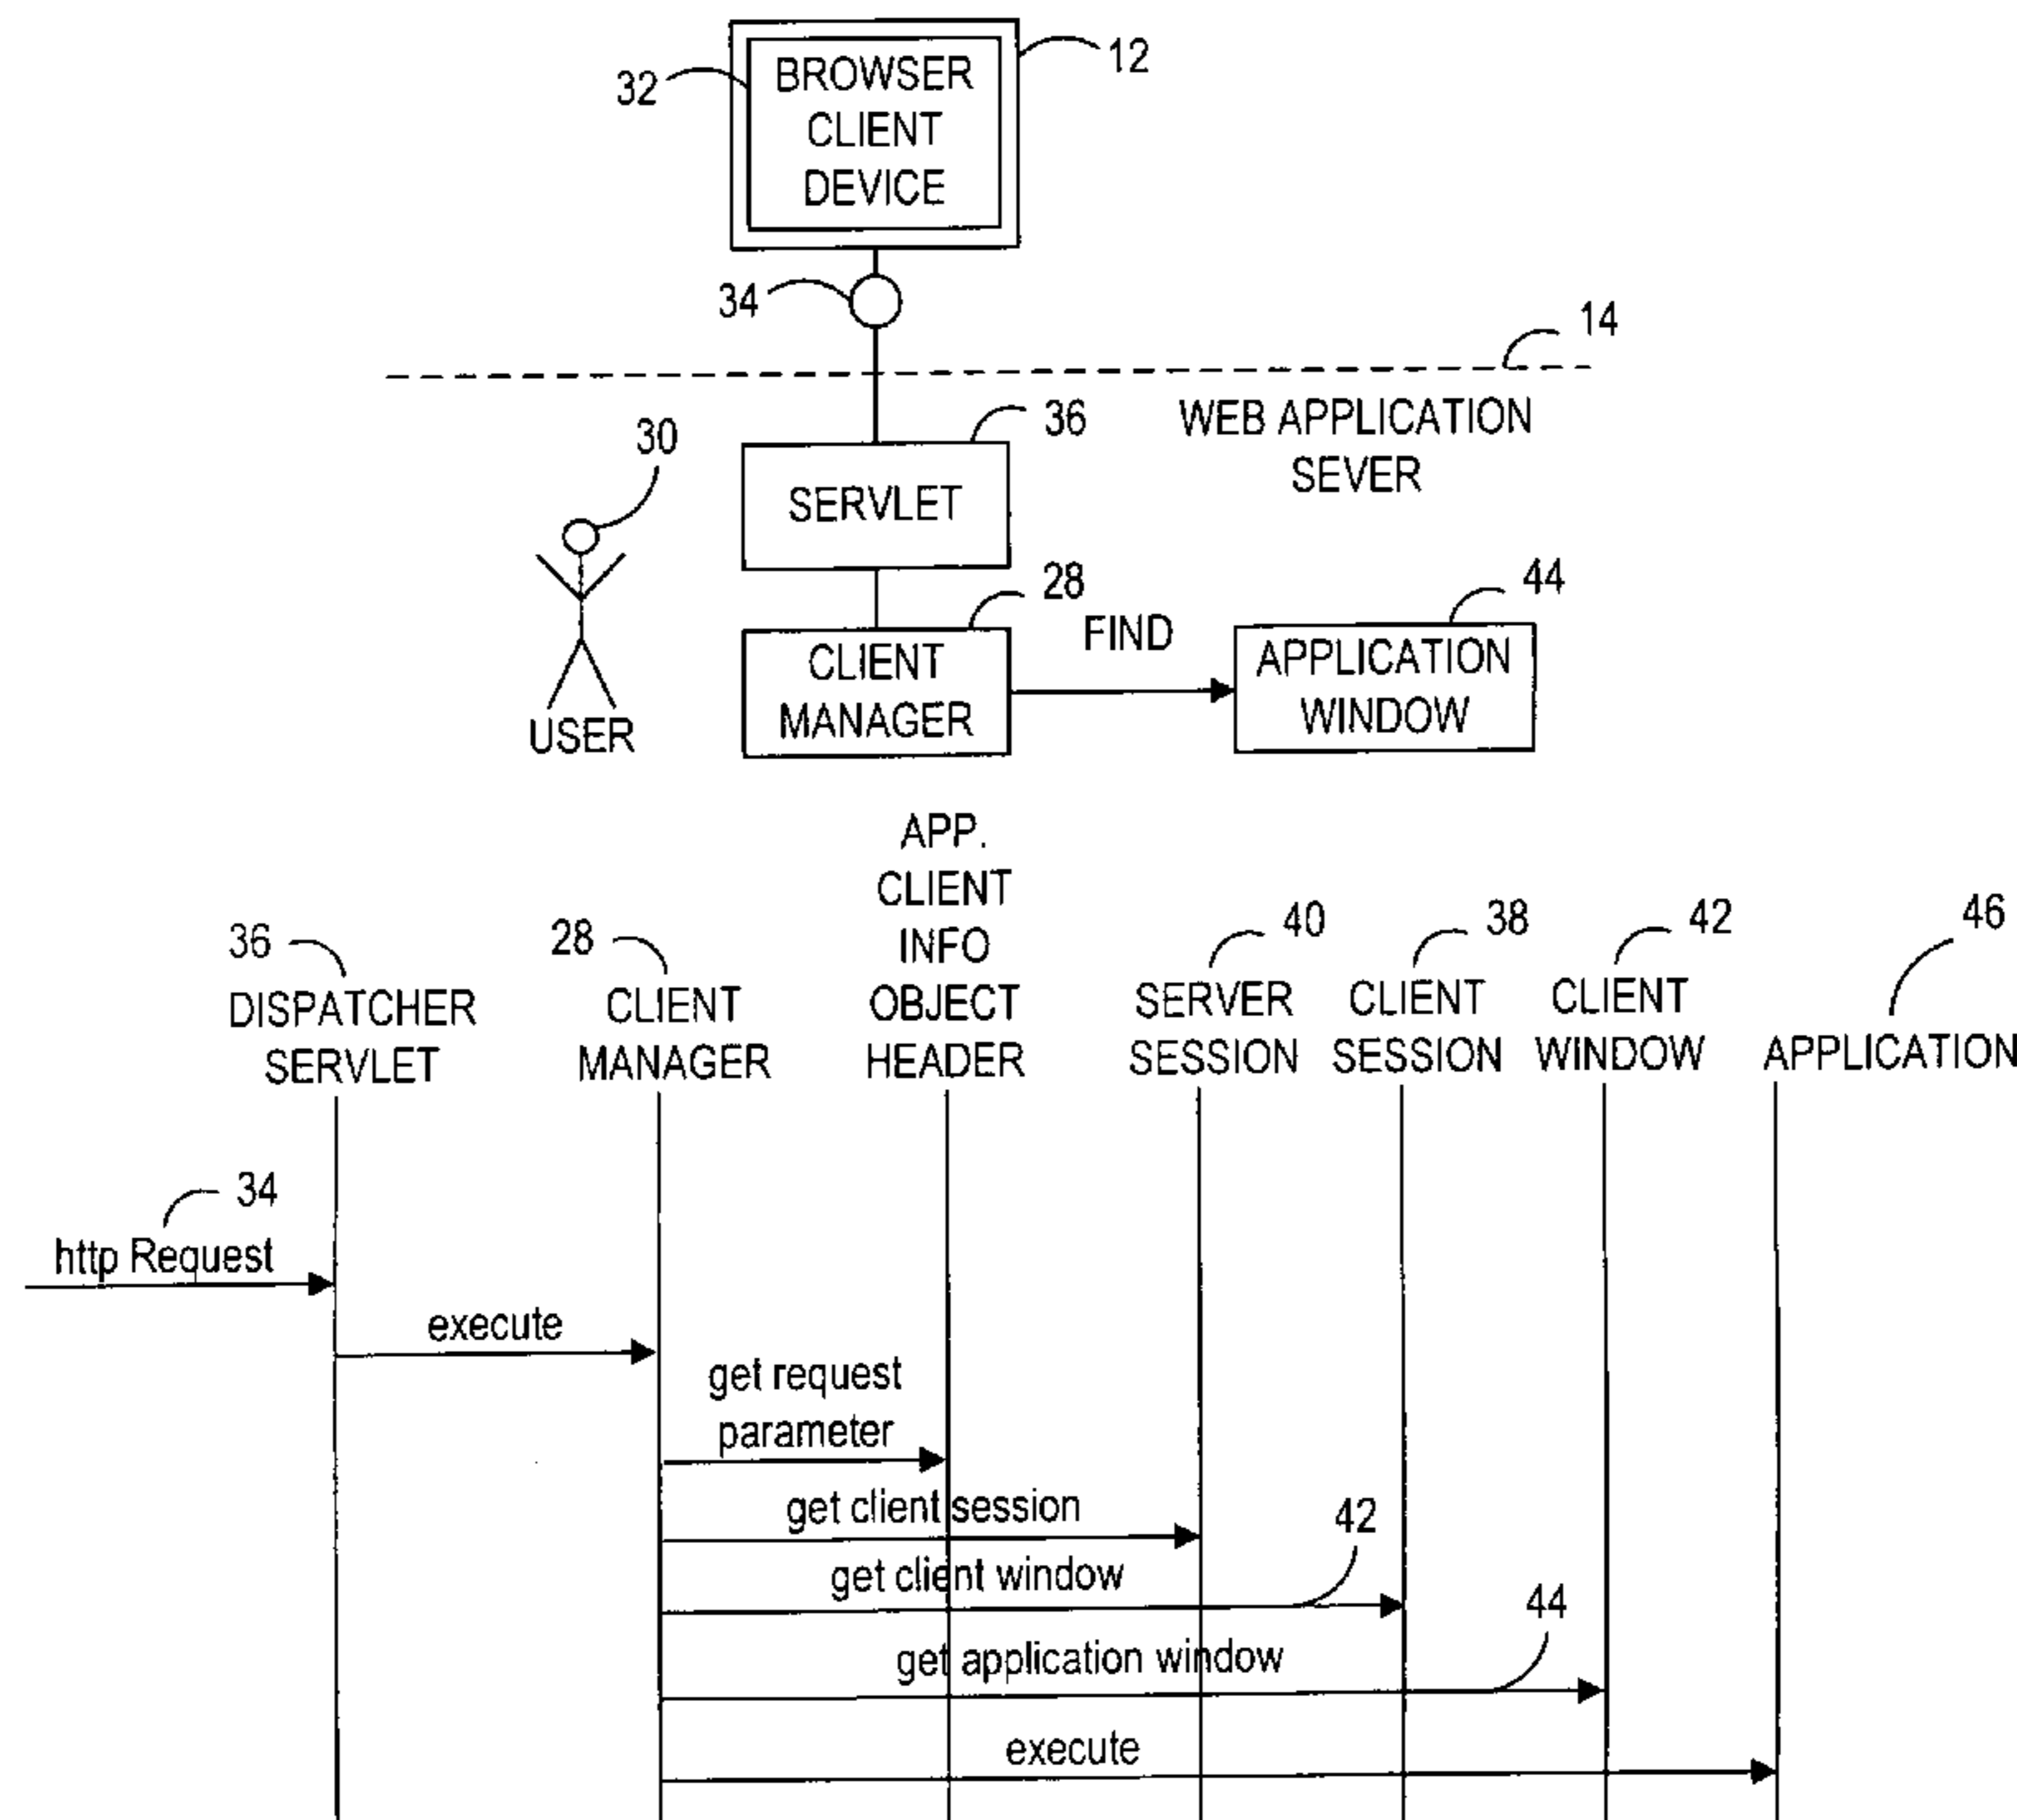 32
BROWSER
CLIENT
DEVICE
12
34
14
WEB APPLICATION
SEVER
36
SERVLET
30
USER
28
CLIENT
MANAGER
FIND
44
APPLICATION
WINDOW
36
DISPATCHER
SERVLET
28
CLIENT
MANAGER
APP.
CLIENT
INFO
OBJECT
HEADER
40
SERVER
SESSION
38
CLIENT
SESSION
42
CLIENT
WINDOW
46
APPLICATION
34
http Request
execute
get request
parameter
get client session
42
get client window
44
get application window
execute